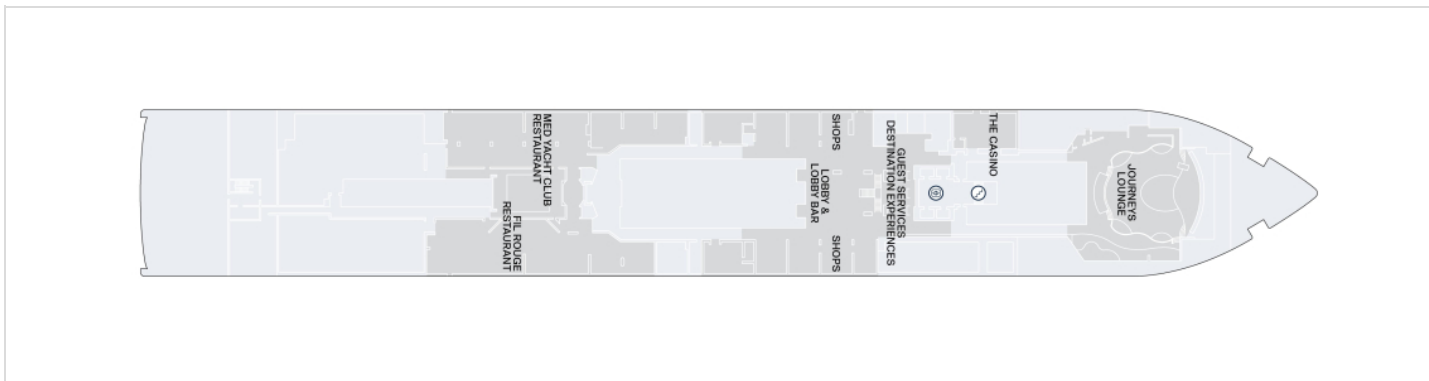 MED YACHT CLUB
RESTAURANT
FIL ROUGE
RESTAURANT
SHOPS
LOBBY &
LOBBY BAR
SHOPS
GUEST SERVICES
DESTINATION EXPERIENCES
THE CASINO
JOURNEYS
LOUNGE